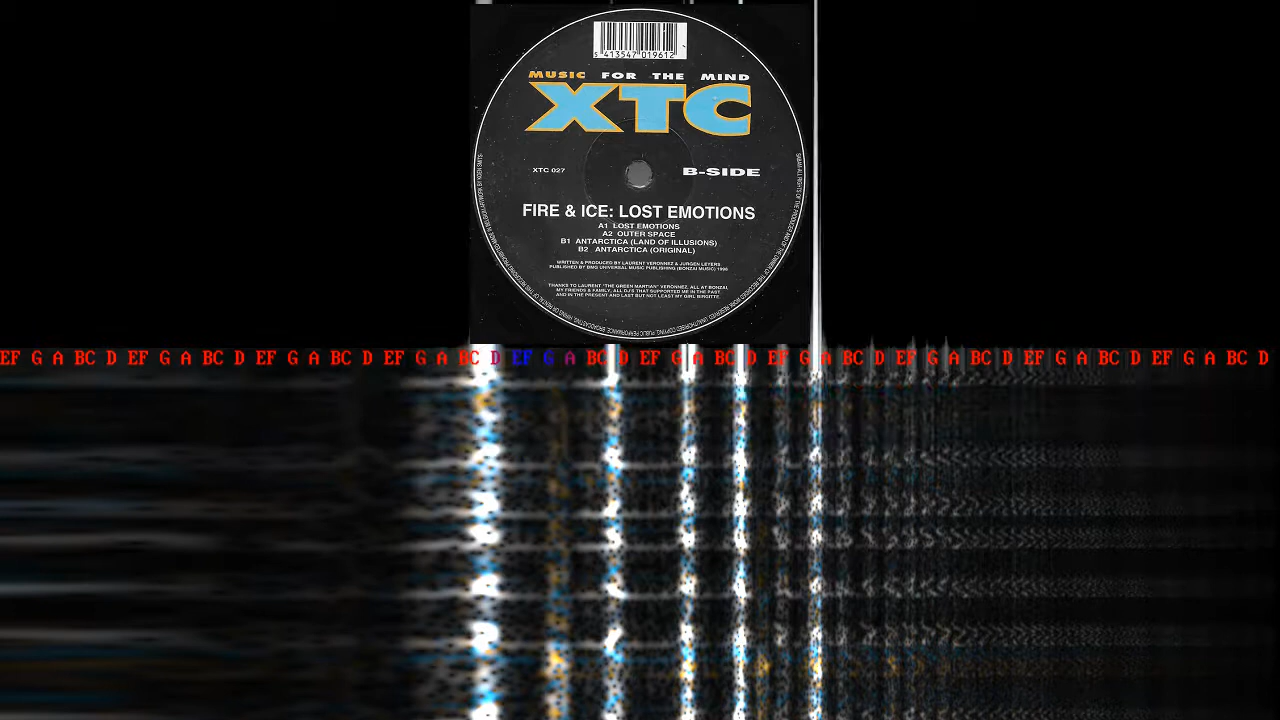 5 413547 019612
MUSIC FOR THE MIND
XTC
XTC 027
B-SIDE
FIRE & ICE: LOST EMOTIONS
A1 LOST EMOTIONS
A2 OUTER SPACE
B1 ANTARCTICA (LAND OF ILLUSIONS)
B2 ANTARCTICA (ORIGINAL)
WRITTEN & PRODUCED BY LAURENT VERONNEZ & JURGEN LEYERS
PUBLISHED BY BMG UNIVERSAL MUSIC PUBLISHING (BONZAI MUSIC) 1998
THANKS TO LAURENT "THE GREEN MARTIAN" VERONNEZ, ALL AT BONZAI,
MY FRIENDS & FAMILY, ALL DJ'S THAT SUPPORTED ME IN THE PAST
AND IN THE PRESENT AND LAST BUT NOT LEAST MY GIRL BIRGITTE
EF G A BC D EF G A BC D EF G A BC D EF G A BC D EF G A BC D EF G A BC D EF G A BC D EF G A BC D EF G A BC D EF G A BC D